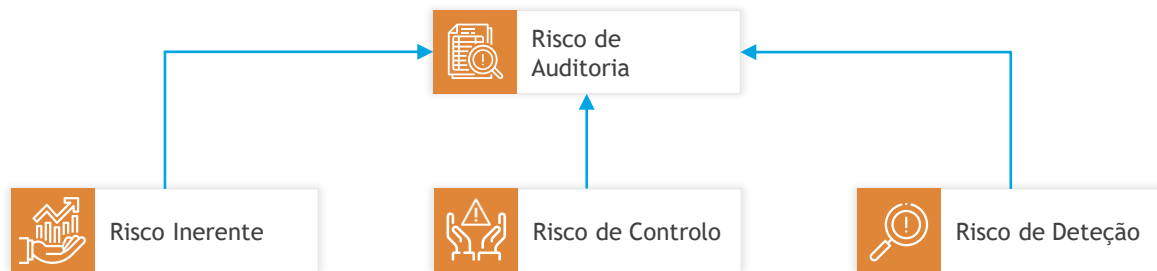 Risco de
Auditoria
Risco Inerente
Risco de Controlo
Risco de Deteção